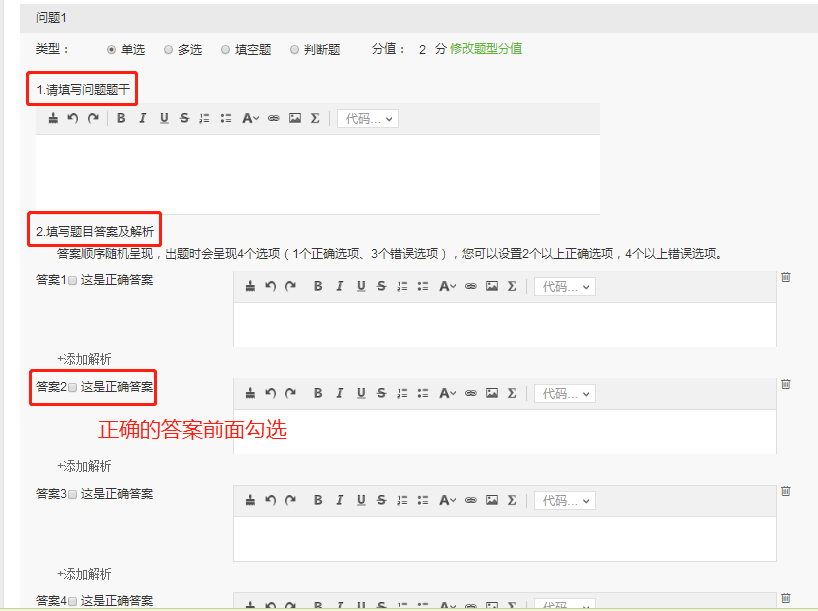 问题1
类型： 单选 多选 填空题 判断题 分值： 2 分 修改题型分值
1.请填写问题题干
B I U S A Σ 代码...
2.填写题目答案及解析
答案顺序随机呈现，出题时会呈现4个选项（1个正确选项、3个错误选项），您可以设置2个以上正确选项，4个以上错误选项。
答案1 这是正确答案
B I U S A Σ 代码...
+添加解析
答案2 这是正确答案
B I U S A Σ 代码...
正确的答案前面勾选
+添加解析
答案3 这是正确答案
B I U S A Σ 代码...
+添加解析
答案4 这是正确答案
B I U S A Σ 代码...